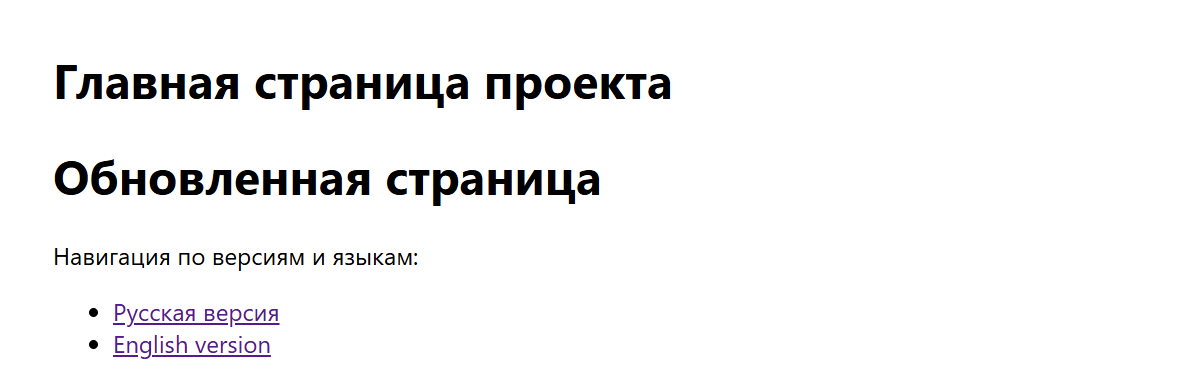 Главная страница проекта
Обновленная страница
Навигация по версиям и языкам:
Русская версия
English version